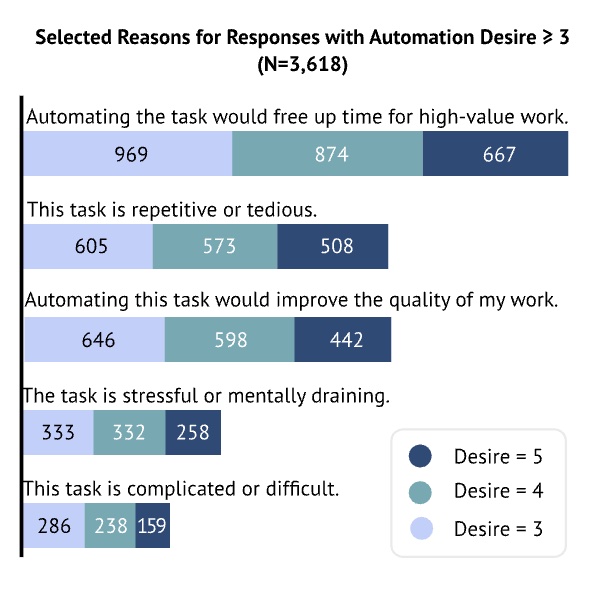 Selected Reasons for Responses with Automation Desire ⩾ 3
(N=3,618)
Automating the task would free up time for high-value work.
969 874 667
This task is repetitive or tedious.
605 573 508
Automating this task would improve the quality of my work.
646 598 442
The task is stressful or mentally draining.
333 332 258
This task is complicated or difficult.
286 238 159
Desire = 5
Desire = 4
Desire = 3